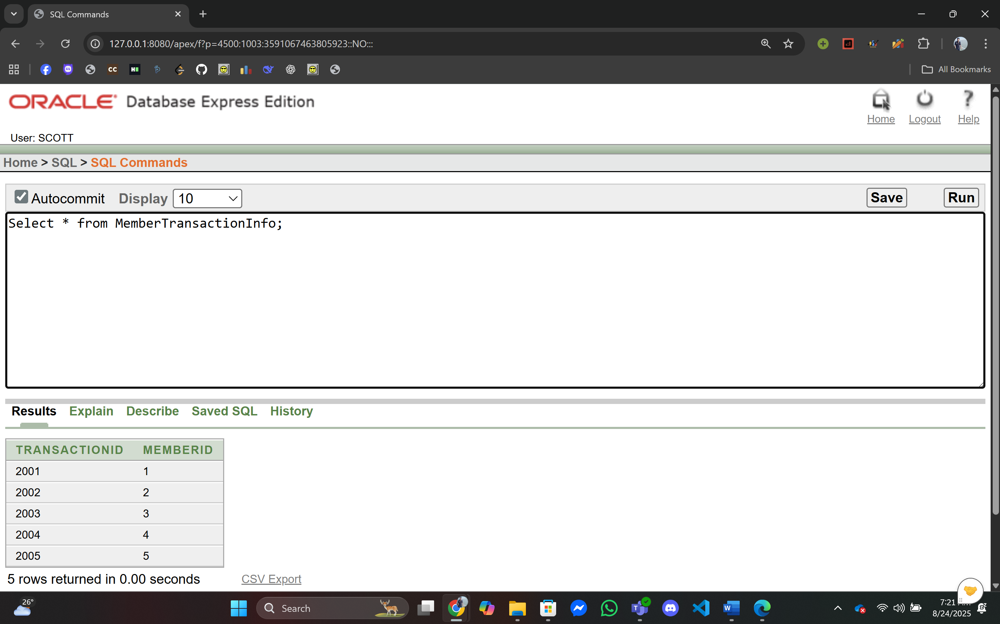 SQL Commands
127.0.0.1:8080/apex/f?p=4500:1003:3591067463805923::NO:::
All Bookmarks
ORACLE Database Express Edition
Home Logout Help
User: SCOTT
Home > SQL > SQL Commands
Autocommit Display 10 Save Run
Select * from MemberTransactionInfo;
Results Explain Describe Saved SQL History
TRANSACTIONID MEMBERID
2001 1
2002 2
2003 3
2004 4
2005 5
5 rows returned in 0.00 seconds CSV Export
26°
Search
7:21
8/24/2025